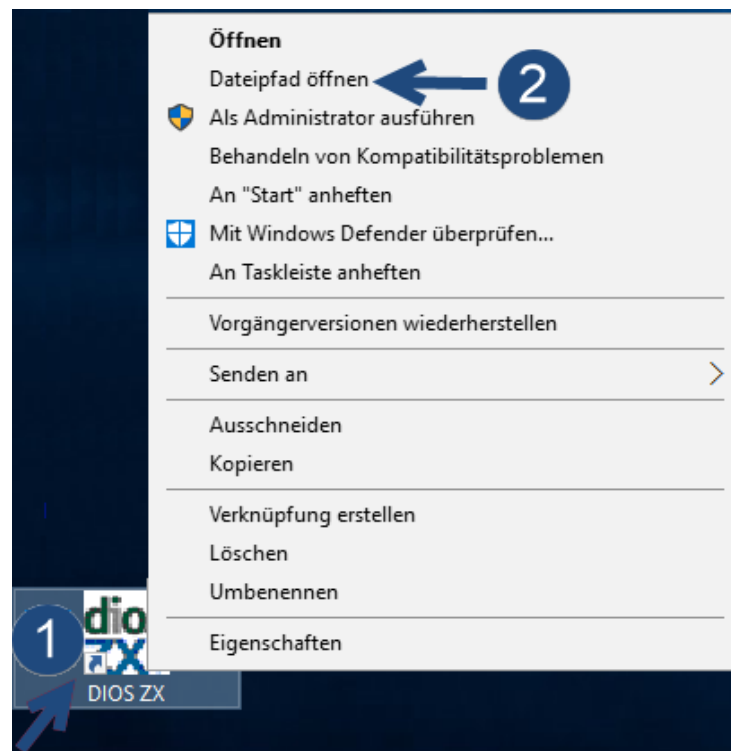 Öffnen
Dateipfad öffnen
2
Als Administrator ausführen
Behandeln von Kompatibilitätsproblemen
An "Start" anheften
Mit Windows Defender überprüfen...
An Taskleiste anheften
Vorgängerversionen wiederherstellen
Senden an
Ausschneiden
Kopieren
Verknüpfung erstellen
Löschen
Umbenennen
Eigenschaften
1
dio
ZX
DIOS ZX